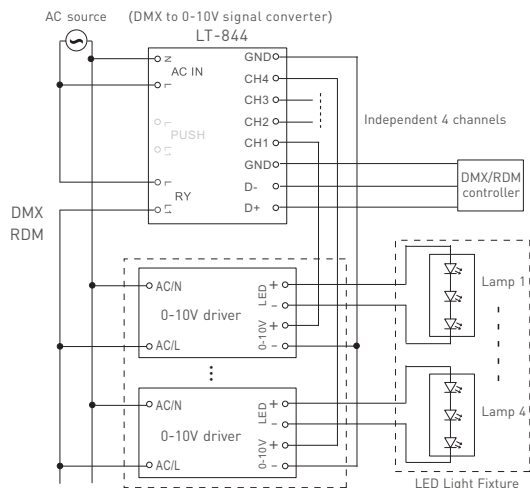 AC source
(DMX to 0-10V signal converter)
LT-844
N
AC IN
L
L
PUSH
L1
L
RY
L1
GND
CH4
CH3
CH2
CH1
GND
D-
D+
Independent 4 channels
DMX/RDM
controller
DMX
RDM
AC/N
0-10V driver
AC/L
LED
+
−
0-10V
+
−
Lamp 1
AC/N
0-10V driver
AC/L
LED
+
−
0-10V
+
−
Lamp 4
LED Light Fixture